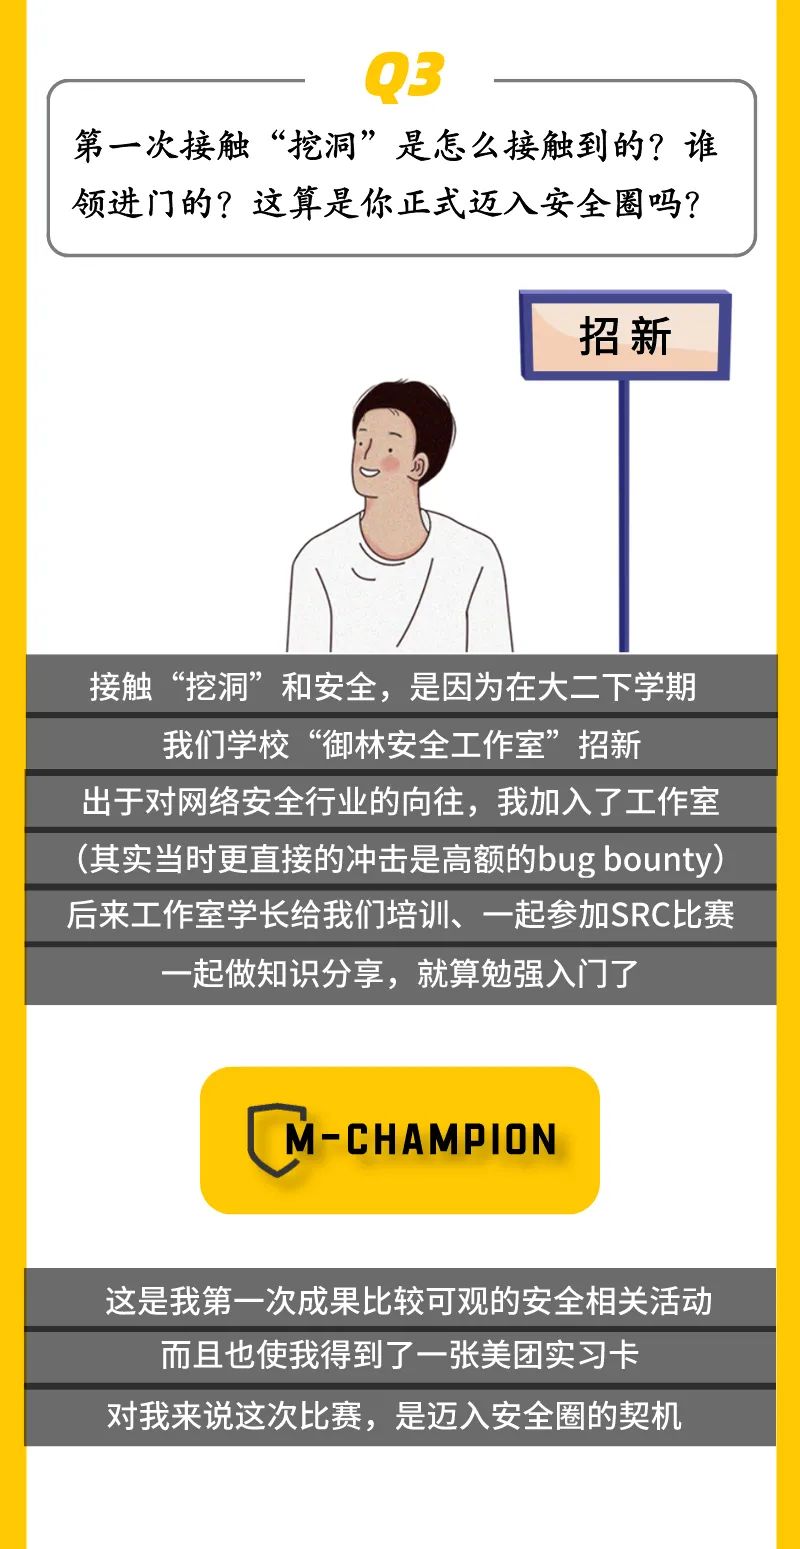 Q3
第一次接触“挖洞”是怎么接触到的？谁
领进门的？这算是你正式迈入安全圈吗？
招新
接触“挖洞”和安全，是因为在大二下学期
我们学校“御林安全工作室”招新
出于对网络安全行业的向往，我加入了工作室
（其实当时更直接的冲击是高额的bug bounty）
后来工作室学长给我们培训、一起参加SRC比赛
一起做知识分享，就算勉强入门了
M-CHAMPION
这是我第一次成果比较可观的安全相关活动
而且也使我得到了一张美团实习卡
对我来说这次比赛，是迈入安全圈的契机